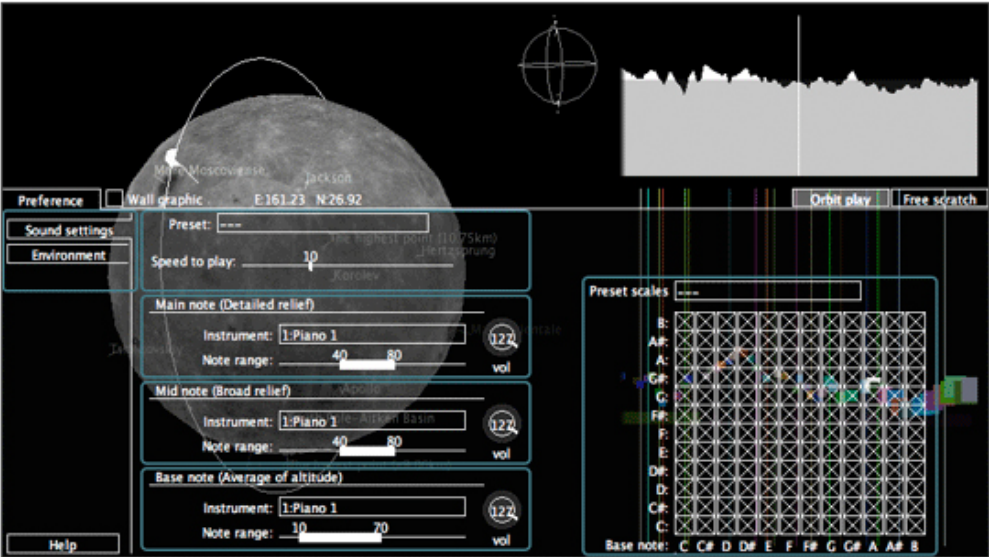 Mare Moscoviense
Jackson
Preference
Wall graphic
E:161.23 N:26.92
Orbit play
Free scratch
Sound settings
Environment
Preset: ---
The highest point (10.75km)
Hertzsprung
Speed to play: 10
Korolev
Preset scales ---
Main note (Detailed relief)
Instrument: 1:Piano 1
127
Note range: 40 80
vol
Mid note (Broad relief)
Apollo
Instrument: 1:Piano 1
127
Note range: 40 80
vol
Base note (Average of altitude)
Instrument: 1:Piano 1
127
Note range: 10 70
vol
Help
B:
A#:
A:
G#:
G:
F#:
F:
E:
D#:
D:
C#:
C:
Base note: C C# D D# E F F# G G# A A# B